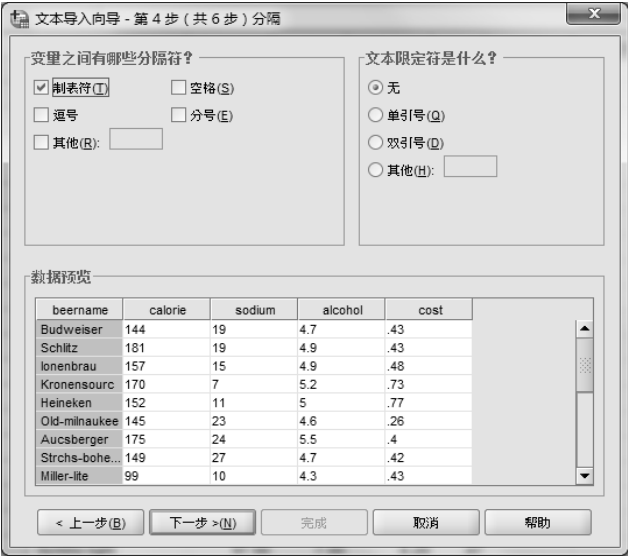 文本导入向导 - 第 4 步 ( 共 6 步 ) 分隔
变量之间有哪些分隔符?
制表符(T) 空格(S)
逗号 分号(E)
其他(R):
文本限定符是什么?
无
单引号(Q)
双引号(D)
其他(H):
数据预览
beername calorie sodium alcohol cost
Budweiser 144 19 4.7 .43
Schlitz 181 19 4.9 .43
Ionenbrau 157 15 4.9 .48
Kronensourc 170 7 5.2 .73
Heineken 152 11 5 .77
Old-milnaukee 145 23 4.6 .26
Aucsberger 175 24 5.5 .4
Strchs-bohe... 149 27 4.7 .42
Miller-lite 99 10 4.3 .43
< 上一步(B) 下一步 >(N) 完成 取消 帮助